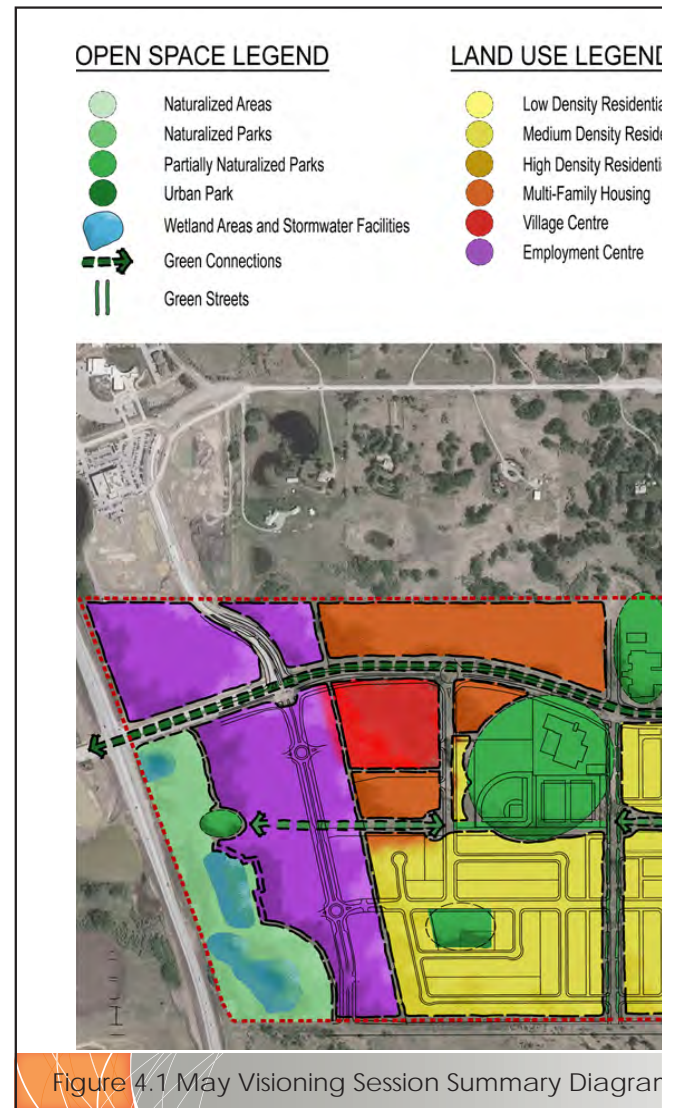 OPEN SPACE LEGEND
Naturalized Areas
Naturalized Parks
Partially Naturalized Parks
Urban Park
Wetland Areas and Stormwater Facilities
Green Connections
Green Streets
LAND USE LEGEND
Low Density Residentia
Medium Density Reside
High Density Residenti
Multi-Family Housing
Village Centre
Employment Centre
Figure 4.1 May Visioning Session Summary Diagram